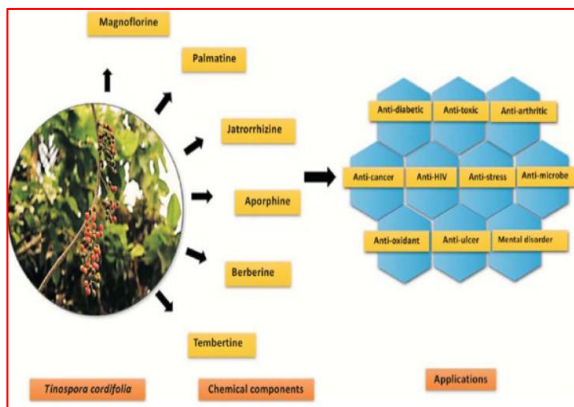 Magnoflorine
Palmatine
Jatrorrhizine
Aporphine
Berberine
Tembertine
Anti-diabetic Anti-toxic Anti-arthritic
Anti-cancer Anti-HIV Anti-stress Anti-microbe
Anti-oxidant Anti-ulcer Mental disorder
Tinospora cordifolia Chemical components Applications